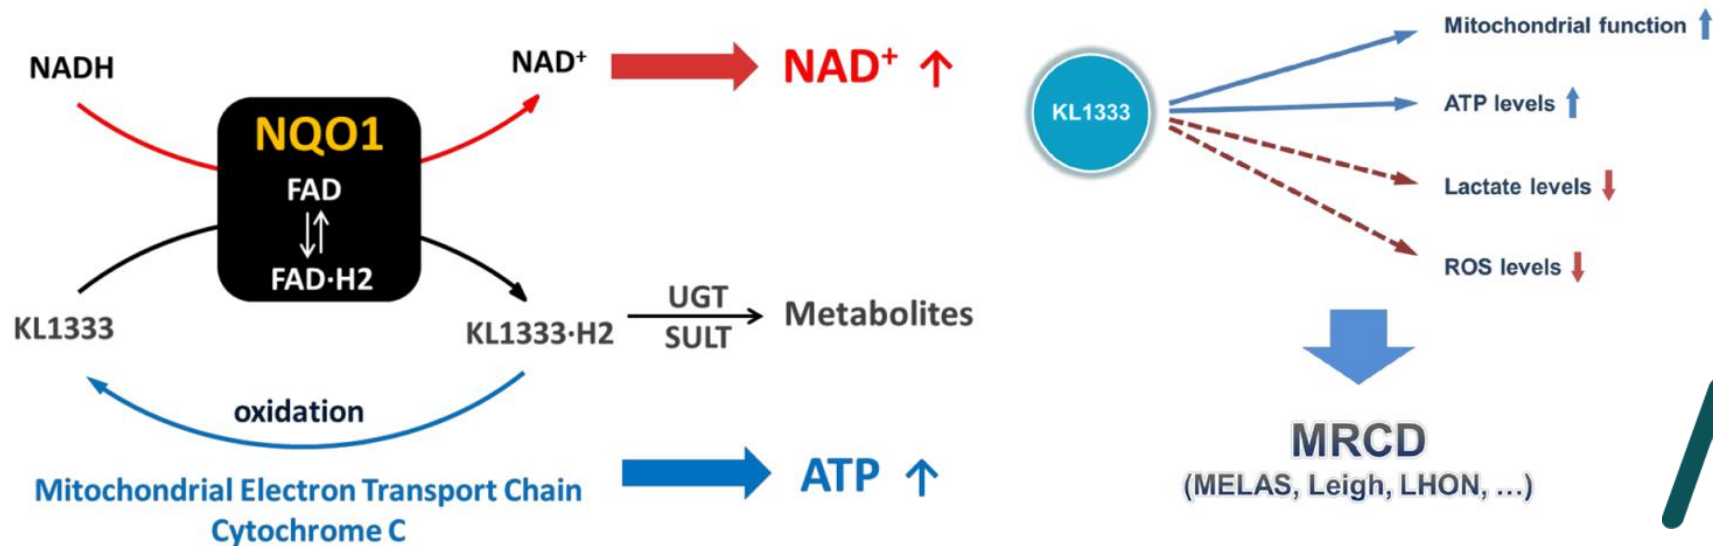 NADH
NAD⁺
NAD⁺ ↑
NQO1
FAD
FAD·H2
KL1333
KL1333·H2
UGT
SULT
Metabolites
oxidation
Mitochondrial Electron Transport Chain
Cytochrome C
ATP ↑
KL1333
Mitochondrial function ↑
ATP levels ↑
Lactate levels ↓
ROS levels ↓
MRCD
(MELAS, Leigh, LHON, ...)